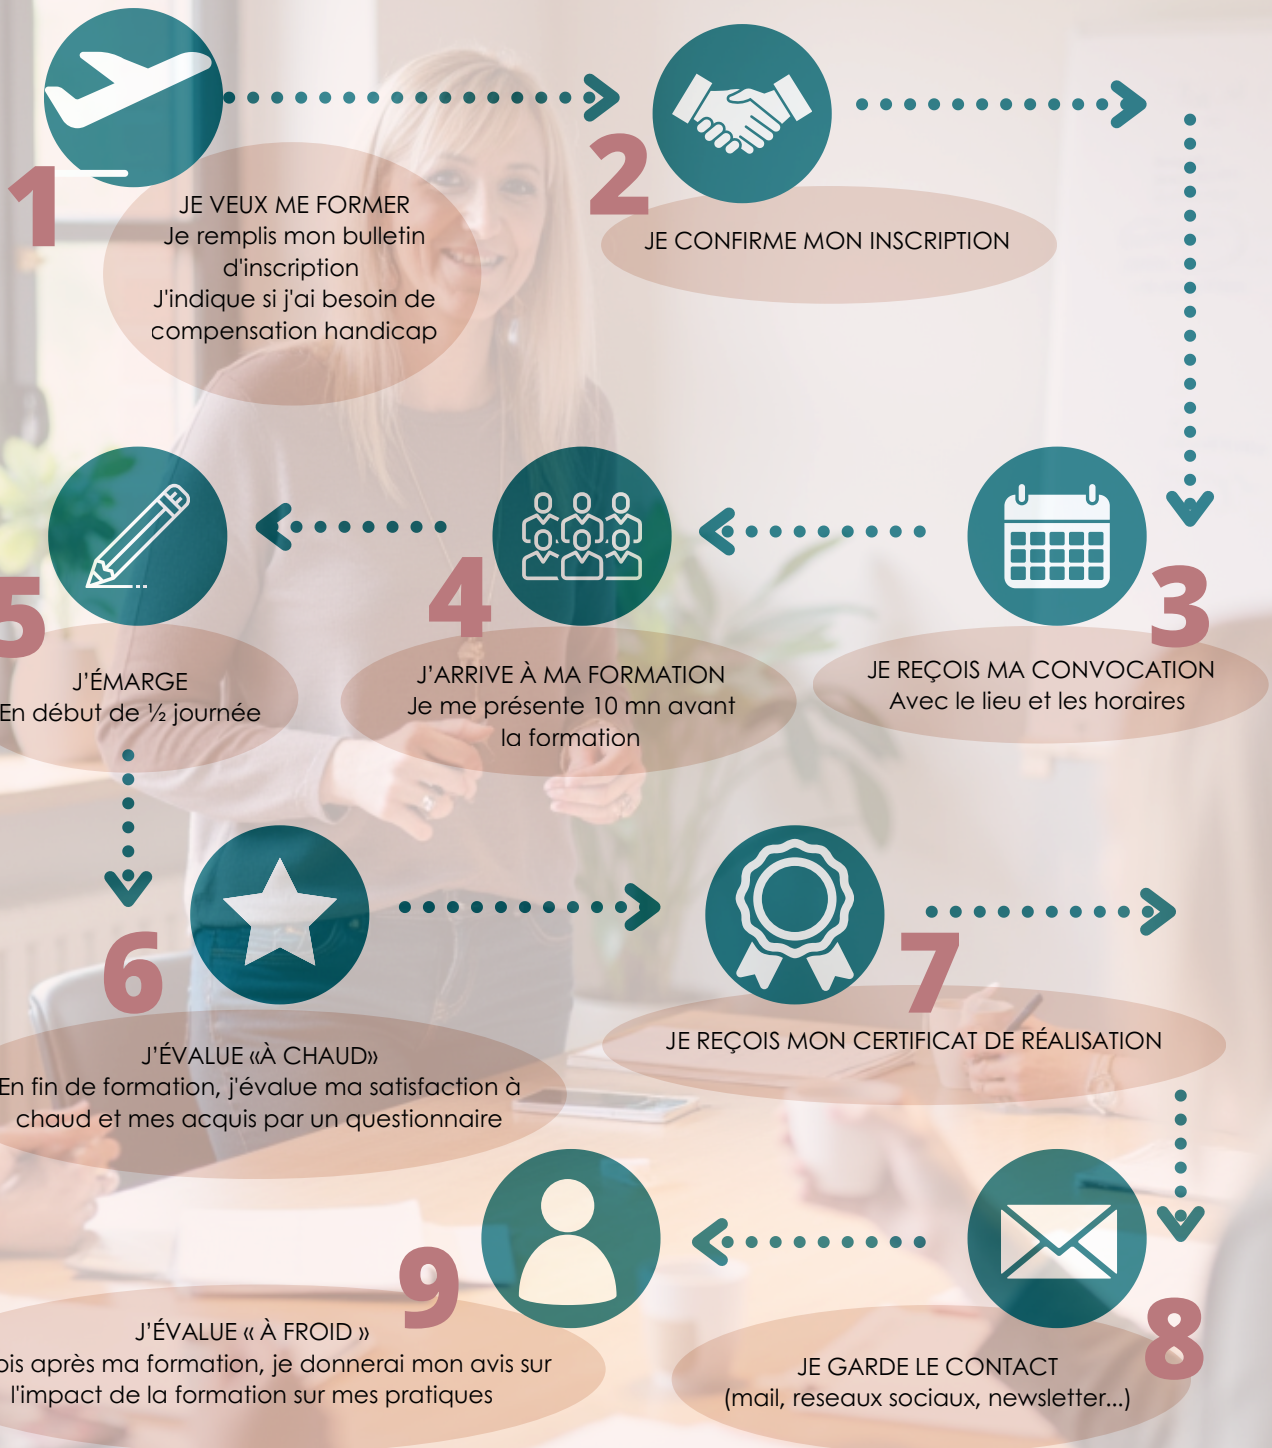 1
JE VEUX ME FORMER
Je remplis mon bulletin
d'inscription
J'indique si j'ai besoin de
compensation handicap
2
JE CONFIRME MON INSCRIPTION
3
JE REÇOIS MA CONVOCATION
Avec le lieu et les horaires
4
J'ARRIVE À MA FORMATION
Je me présente 10 mn avant
la formation
5
J'ÉMARGE
En début de ½ journée
6
J'ÉVALUE «À CHAUD»
En fin de formation, j'évalue ma satisfaction à
chaud et mes acquis par un questionnaire
7
JE REÇOIS MON CERTIFICAT DE RÉALISATION
8
JE GARDE LE CONTACT
(mail, reseaux sociaux, newsletter...)
9
J'ÉVALUE « À FROID »
après ma formation, je donnerai mon avis sur
l'impact de la formation sur mes pratiques